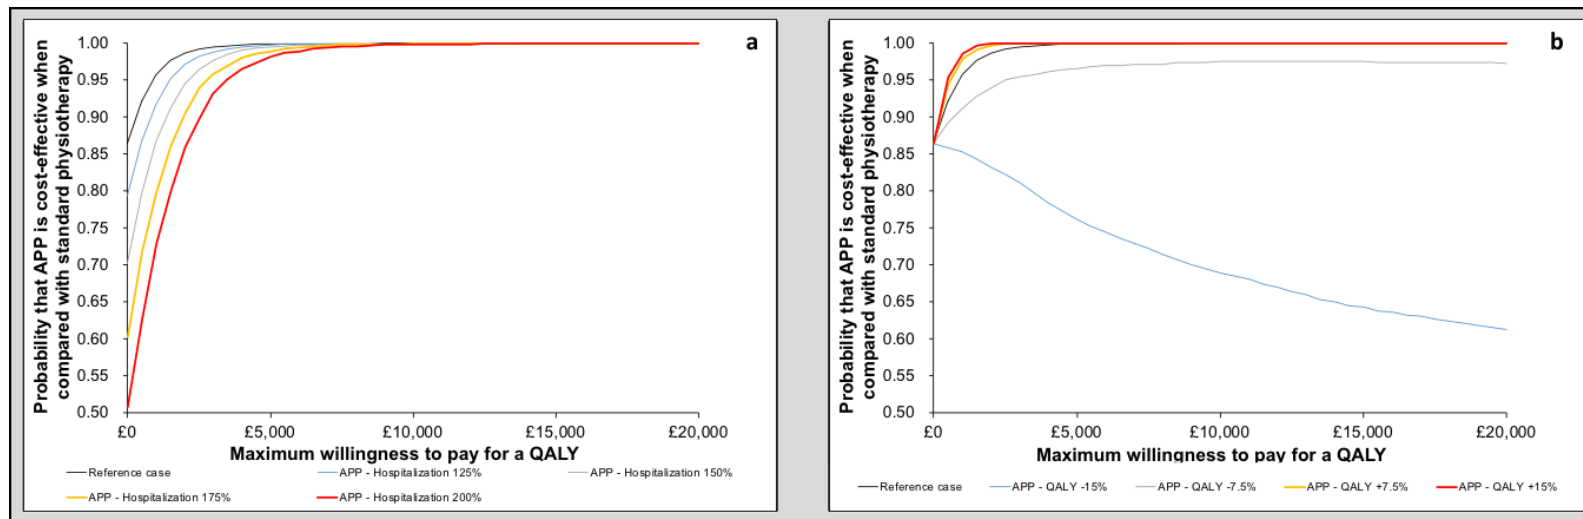 a
Probability that APP is cost-effective when
compared with standard physiotherapy
1.00
0.95
0.90
0.85
0.80
0.75
0.70
0.65
0.60
0.55
0.50
£0
£5,000
£10,000
£15,000
£20,000
Maximum willingness to pay for a QALY
Reference case
APP - Hospitalization 125%
APP - Hospitalization 150%
APP - Hospitalization 175%
APP - Hospitalization 200%
b
Probability that APP is cost-effective when
compared with standard physiotherapy
1.00
0.95
0.90
0.85
0.80
0.75
0.70
0.65
0.60
0.55
0.50
£0
£5,000
£10,000
£15,000
£20,000
Maximum willingness to pay for a QALY
Reference case
APP - QALY -15%
APP - QALY -7.5%
APP - QALY +7.5%
APP - QALY +15%